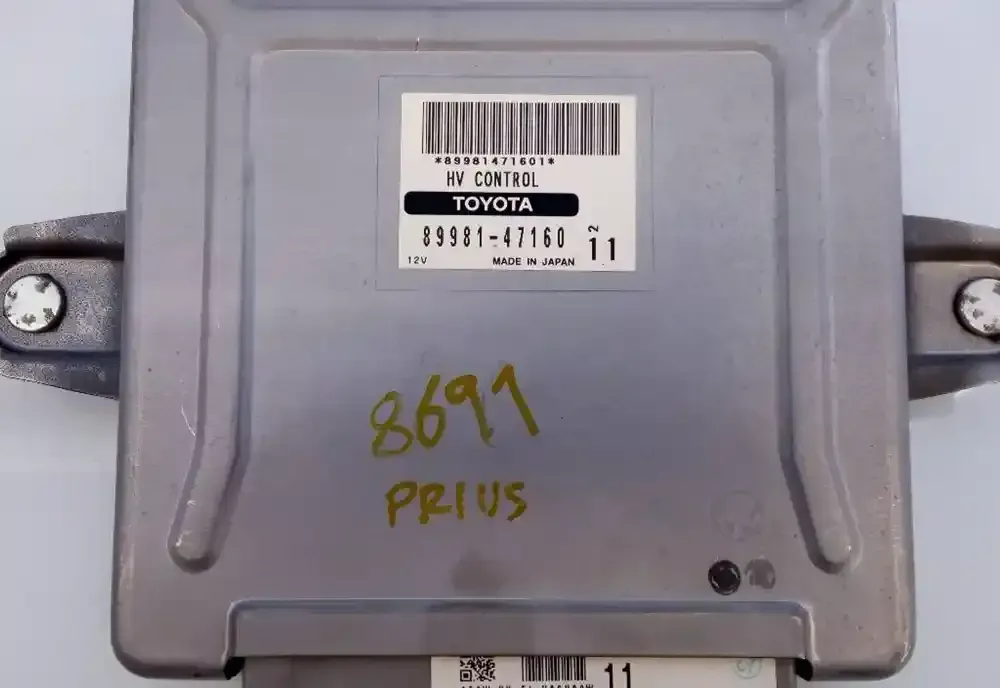 *89981471601*
HV CONTROL
TOYOTA
89981-47160
2
11
12V
MADE IN JAPAN
8691
PRIUS
11